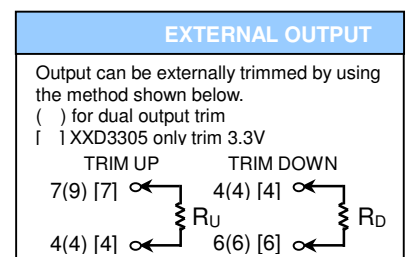 EXTERNAL OUTPUT
Output can be externally trimmed by using
the method shown below.
( ) for dual output trim
[ ] XXD3305 only trim 3.3V
TRIM UP TRIM DOWN
7(9) [7] 4(4) [4]
RU RD
4(4) [4] 6(6) [6]